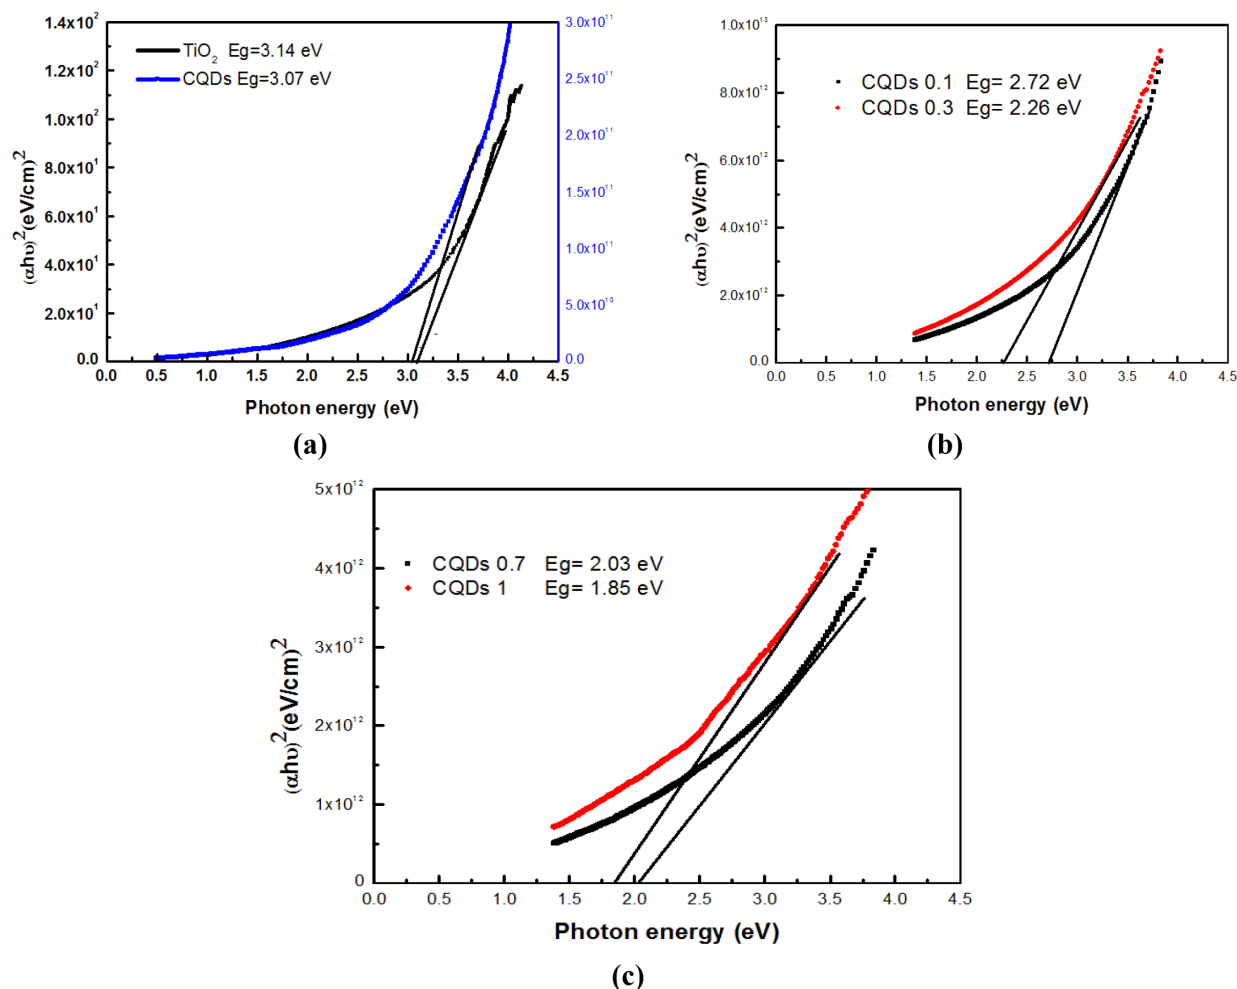 1.4x10²
1.2x10²
1.0x10²
8.0x10¹
6.0x10¹
4.0x10¹
2.0x10¹
0.0
(αhυ)²(eV/cm)²
TiO₂ Eg=3.14 eV
CQDs Eg=3.07 eV
3.0x10¹¹
2.5x10¹¹
2.0x10¹¹
1.5x10¹¹
1.0x10¹¹
5.0x10¹⁰
0.0
0.0 0.5 1.0 1.5 2.0 2.5 3.0 3.5 4.0 4.5
Photon energy (eV)
(a)
1.0x10¹³
8.0x10¹²
6.0x10¹²
4.0x10¹²
2.0x10¹²
0.0
(αhυ)²(eV/cm)²
CQDs 0.1 Eg= 2.72 eV
CQDs 0.3 Eg= 2.26 eV
0.0 0.5 1.0 1.5 2.0 2.5 3.0 3.5 4.0 4.5
Photon energy (eV)
(b)
5x10¹²
4x10¹²
3x10¹²
2x10¹²
1x10¹²
0
(αhυ)²(eV/cm)²
CQDs 0.7 Eg= 2.03 eV
CQDs 1 Eg= 1.85 eV
0.0 0.5 1.0 1.5 2.0 2.5 3.0 3.5 4.0 4.5
Photon energy (eV)
(c)